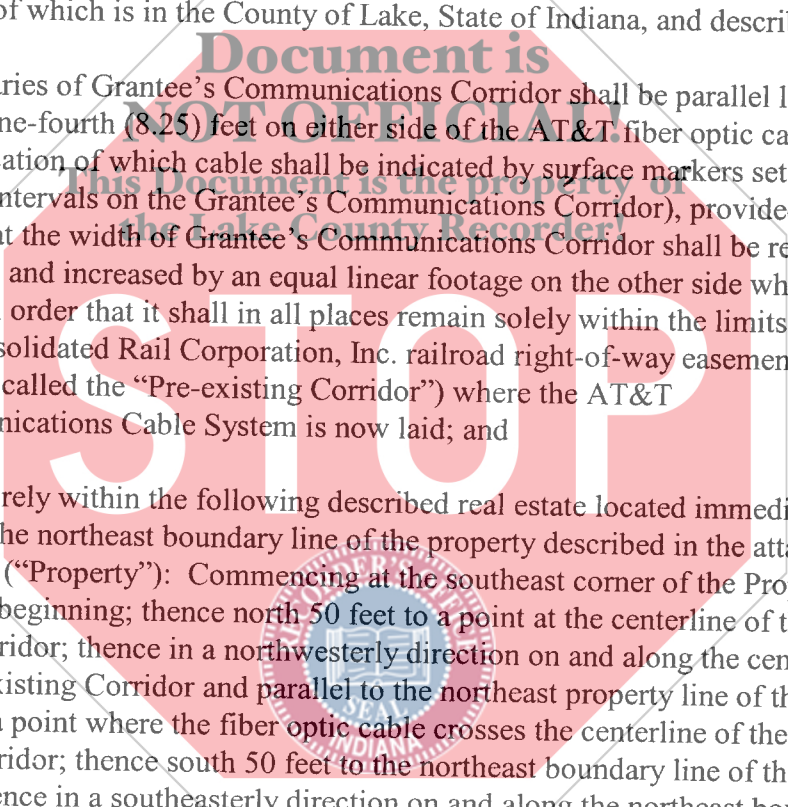 of which is in the County of Lake, State of Indiana, and describ
Document is
ries of Grantee's Communications Corridor shall be parallel l
NOT OFFICIAL!
ne-fourth (8.25) feet on either side of the AT&T fiber optic ca
ation of which cable shall be indicated by surface markers set
This Document is the property of
ntervals on the Grantee's Communications Corridor), provide
the Lake County Recorder!
at the width of Grantee's Communications Corridor shall be re
and increased by an equal linear footage on the other side wh
order that it shall in all places remain solely within the limits
STOP
solidated Rail Corporation, Inc. railroad right-of-way easemen
called the “Pre-existing Corridor”) where the AT&T
nications Cable System is now laid; and
rely within the following described real estate located immedi
he northeast boundary line of the property described in the atta
(“Property”): Commencing at the southeast corner of the Prop
beginning; thence north 50 feet to a point at the centerline of t
ridor; thence in a northwesterly direction on and along the cen
xisting Corridor and parallel to the northeast property line of th
a point where the fiber optic cable crosses the centerline of the
ridor; thence south 50 feet to the northeast boundary line of th
ence in a southeasterly direction on and along the northeast bou
SEAL
INDIANA